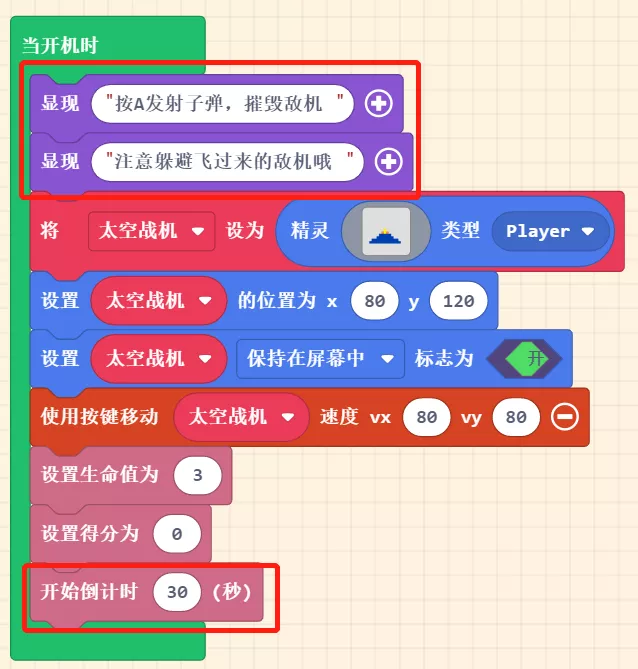 当开机时
显现 "按A发射子弹，摧毁敌机 "
显现 "注意躲避飞过来的敌机哦 "
将 太空战机 设为 精灵 类型 Player
设置 太空战机 的位置为 x 80 y 120
设置 太空战机 保持在屏幕中 标志为 开
使用按键移动 太空战机 速度 vx 80 vy 80
设置生命值为 3
设置得分为 0
开始倒计时 30 (秒)